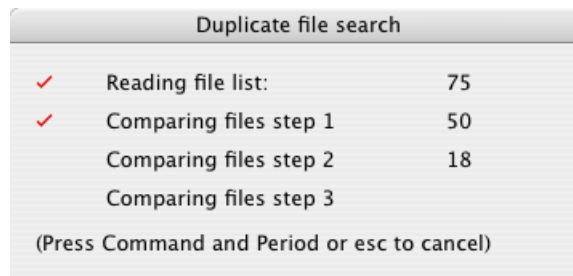 Duplicate file search
Reading file list: 75
Comparing files step 1 50
Comparing files step 2 18
Comparing files step 3
(Press Command and Period or esc to cancel)